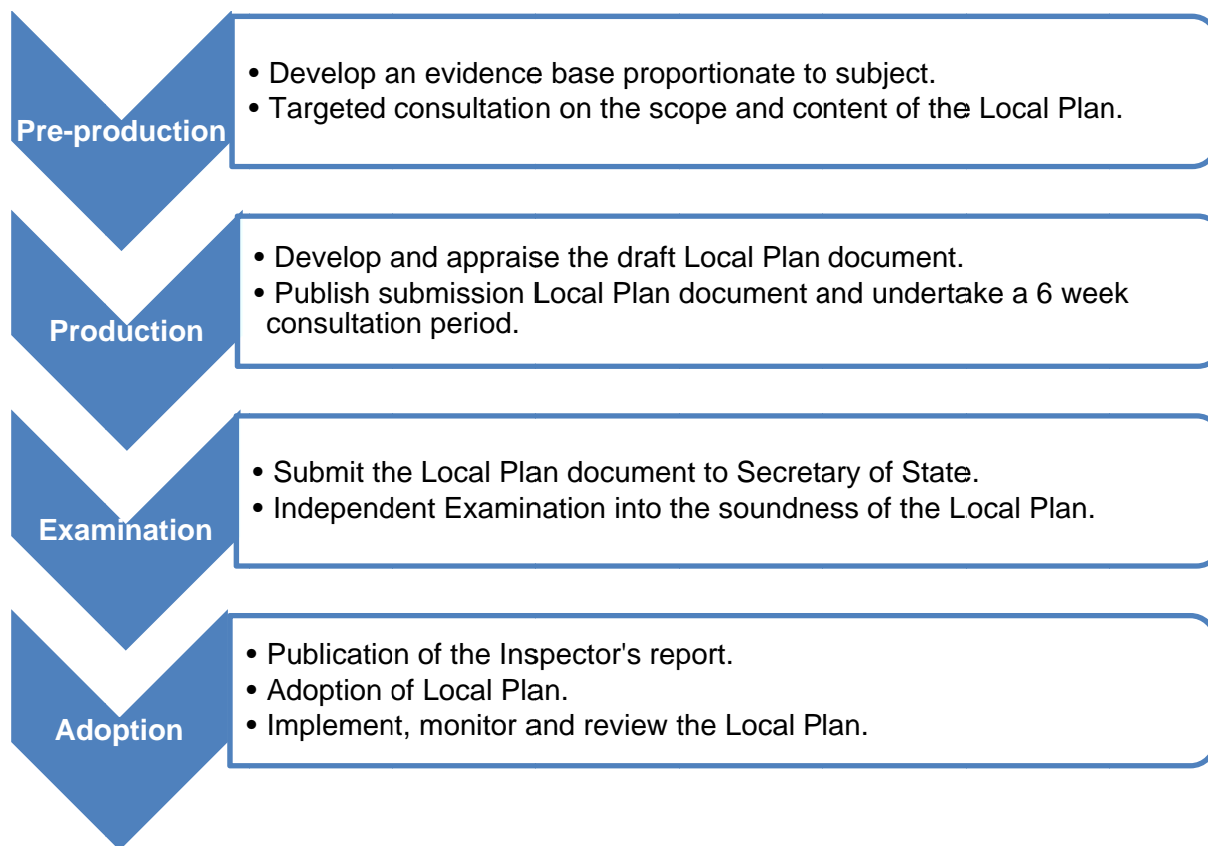 Pre-production
• Develop an evidence base proportionate to subject.
• Targeted consultation on the scope and content of the Local Plan.
Production
• Develop and appraise the draft Local Plan document.
• Publish submission Local Plan document and undertake a 6 week
consultation period.
Examination
• Submit the Local Plan document to Secretary of State.
• Independent Examination into the soundness of the Local Plan.
Adoption
• Publication of the Inspector's report.
• Adoption of Local Plan.
• Implement, monitor and review the Local Plan.